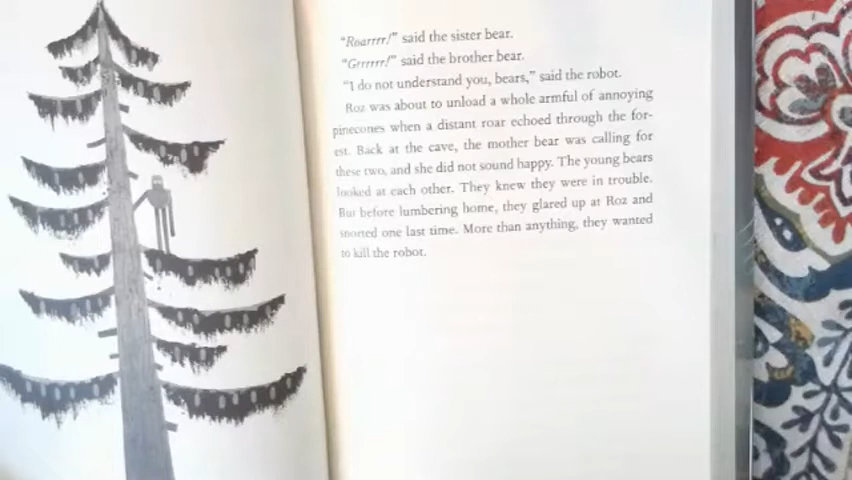 "Roarrrr!" said the sister bear.
"Grrrrrr!" said the brother bear.
"I do not understand you, bears," said the robot.
Roz was about to unload a whole armful of annoying
pinecones when a distant roar echoed through the for-
est. Back at the cave, the mother bear was calling for
these two, and she did not sound happy. The young bears
looked at each other. They knew they were in trouble.
But before lumbering home, they glared up at Roz and
snorted one last time. More than anything, they wanted
to kill the robot.